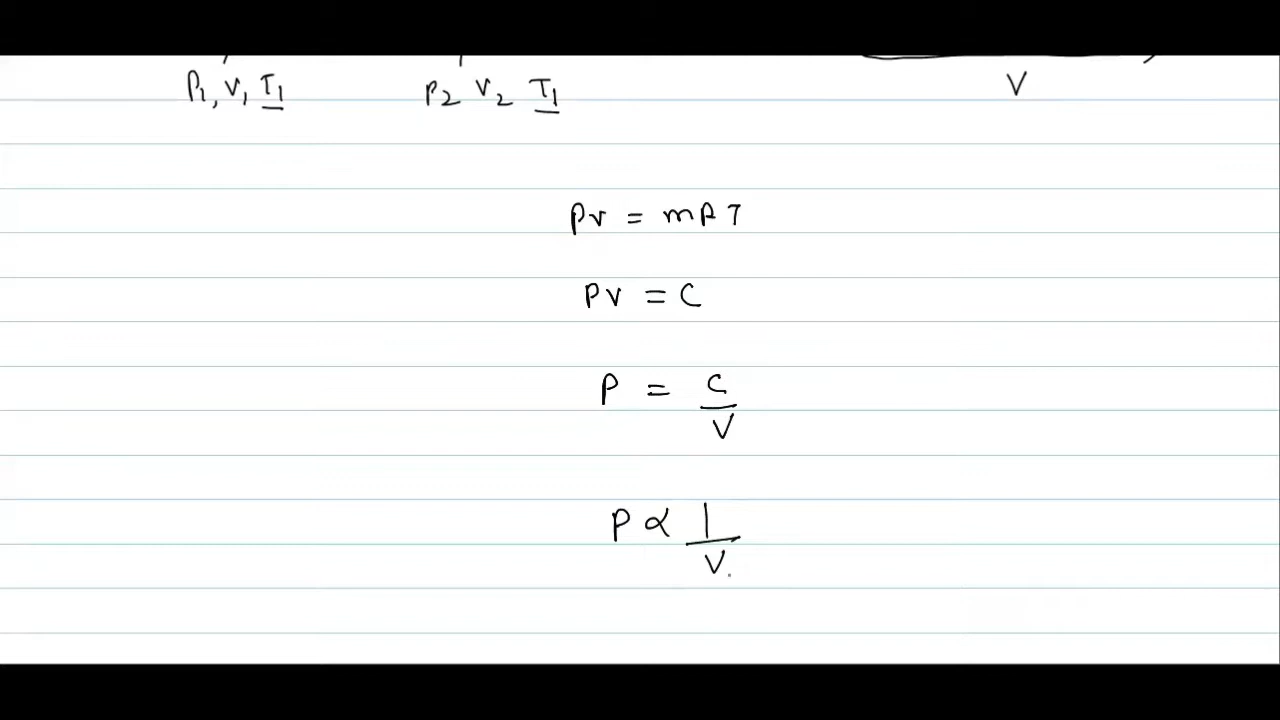 P1, V1 T1 P2 V2 T1 V
PV = mRT
PV = C
P = C/V
P ∝ 1/V